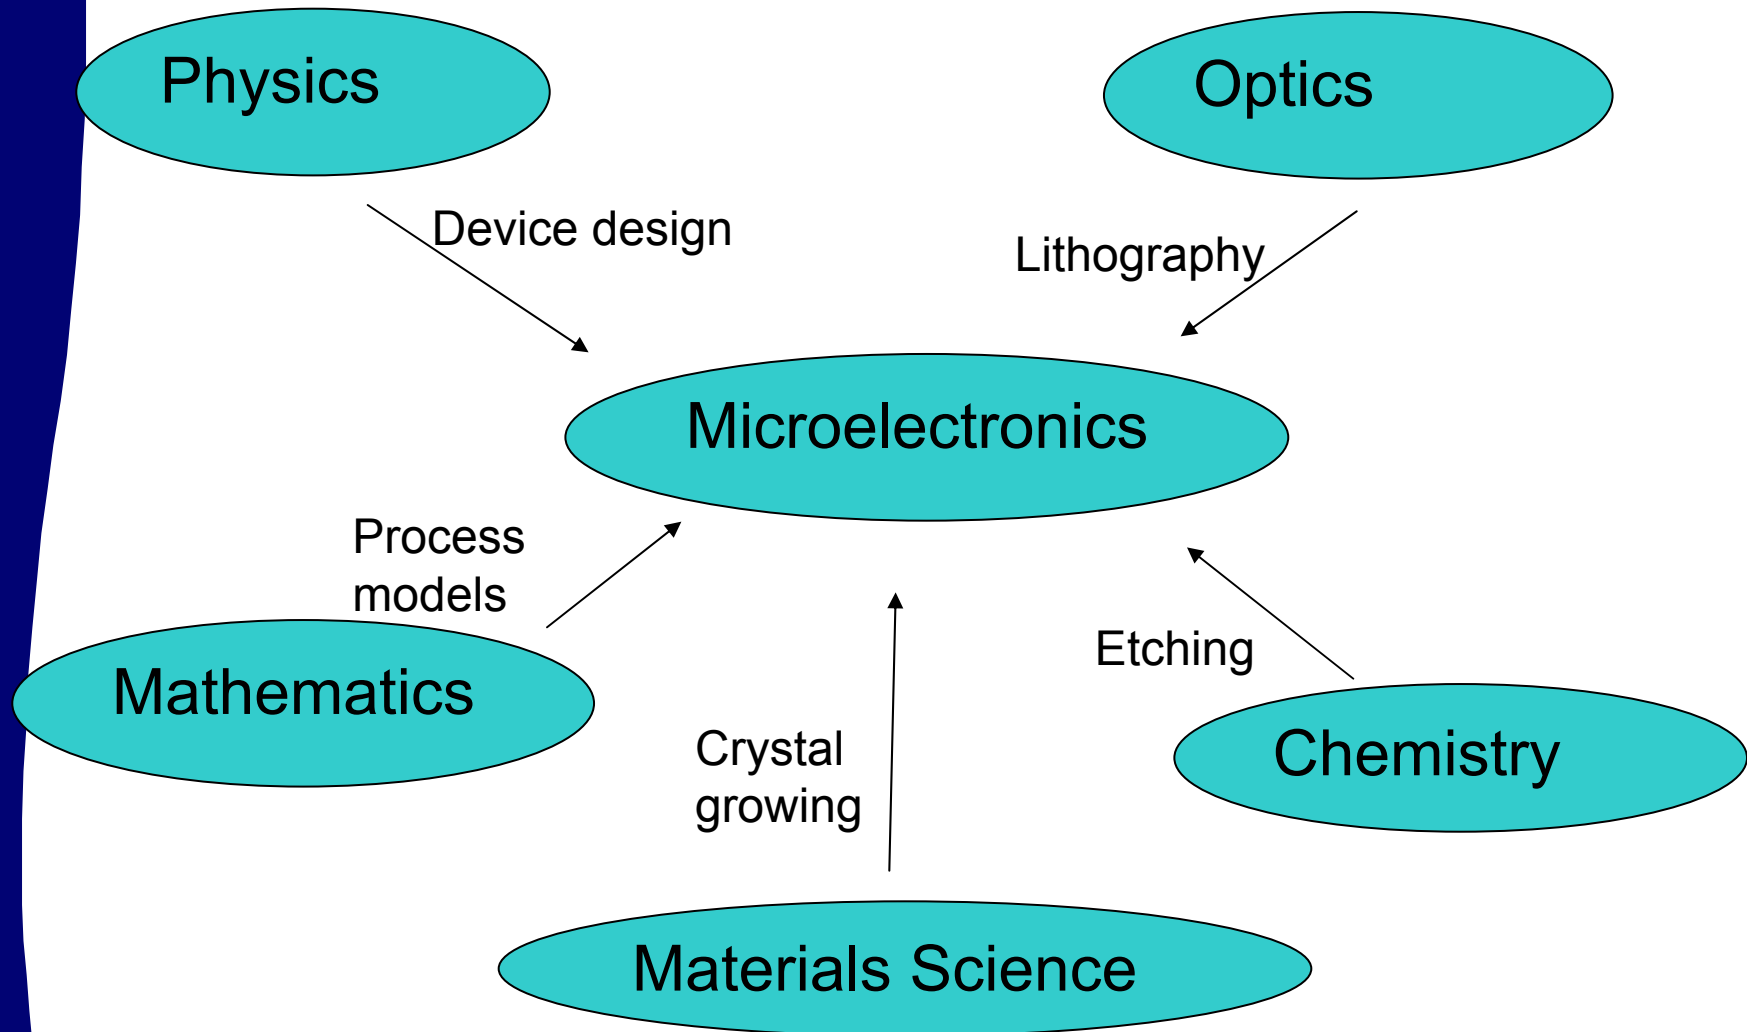 Physics
Optics
Device design
Lithography
Microelectronics
Process
models
Etching
Mathematics
Crystal
growing
Chemistry
Materials Science